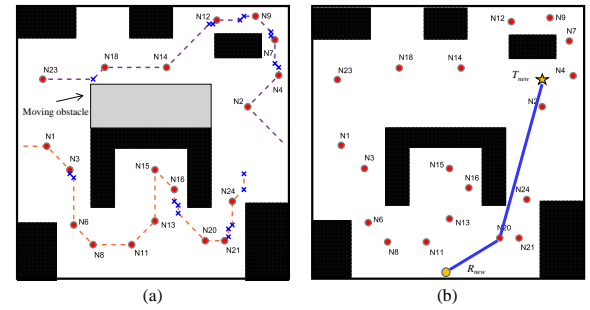 N12
N9
N7
N4
N18
N14
N23
N2
Moving obstacle
N1
N3
N15
N16
N24
N6
N13
N8
N11
N20
N21
(a)
N12
N9
N7
T_new
N4
N18
N14
N23
N2
N1
N3
N15
N16
N24
N6
N13
N8
N11
N20
N21
R_new
(b)